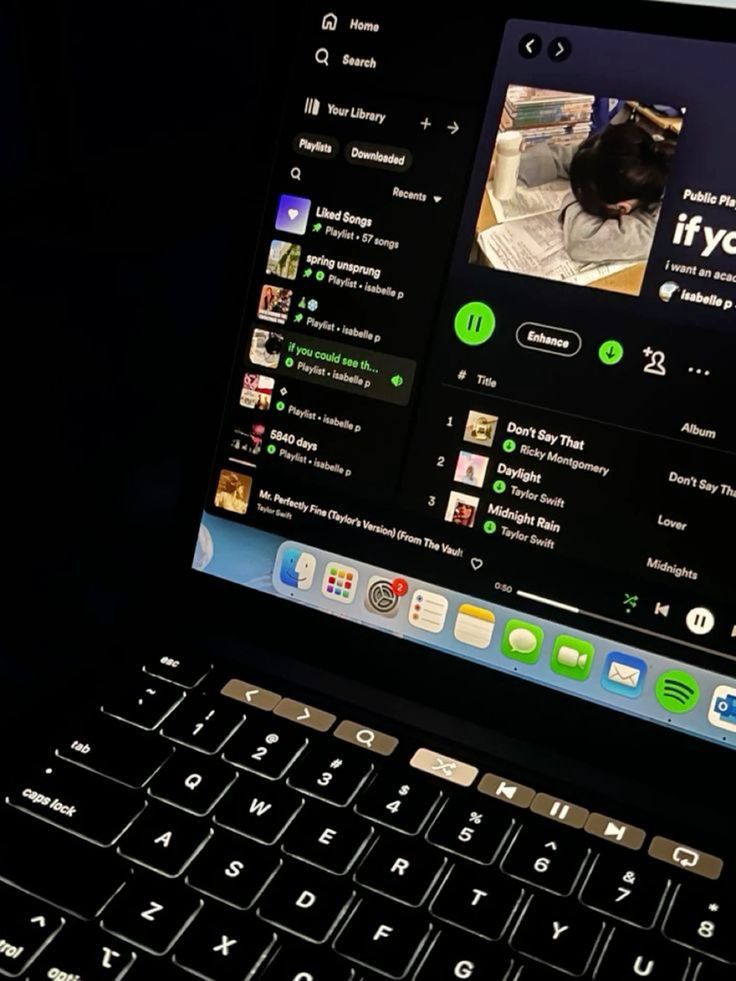 Home
Search
Your Library
Playlists
Downloaded
Recents
Liked Songs
Playlist • 57 songs
spring unsprung
Playlist • isabelle p
Playlist • isabelle p
if you could see th...
Playlist • isabelle p
Playlist • isabelle p
5840 days
Playlist • isabelle p
Public Pla
if yo
i want an aca
isabelle p
Enhance
# Title
Album
1 Don't Say That
Ricky Montgomery
Don't Say Tha
2 Daylight
Taylor Swift
Lover
3 Midnight Rain
Taylor Swift
Midnights
Mr. Perfectly Fine (Taylor's Version) (From The Vault
Taylor Swift
0:50
2
esc
~
! 1
@ 2
# 3
$ 4
% 5
^ 6
& 7
* 8
tab
Q W E R T Y U
caps lock
A S D F G
Z X